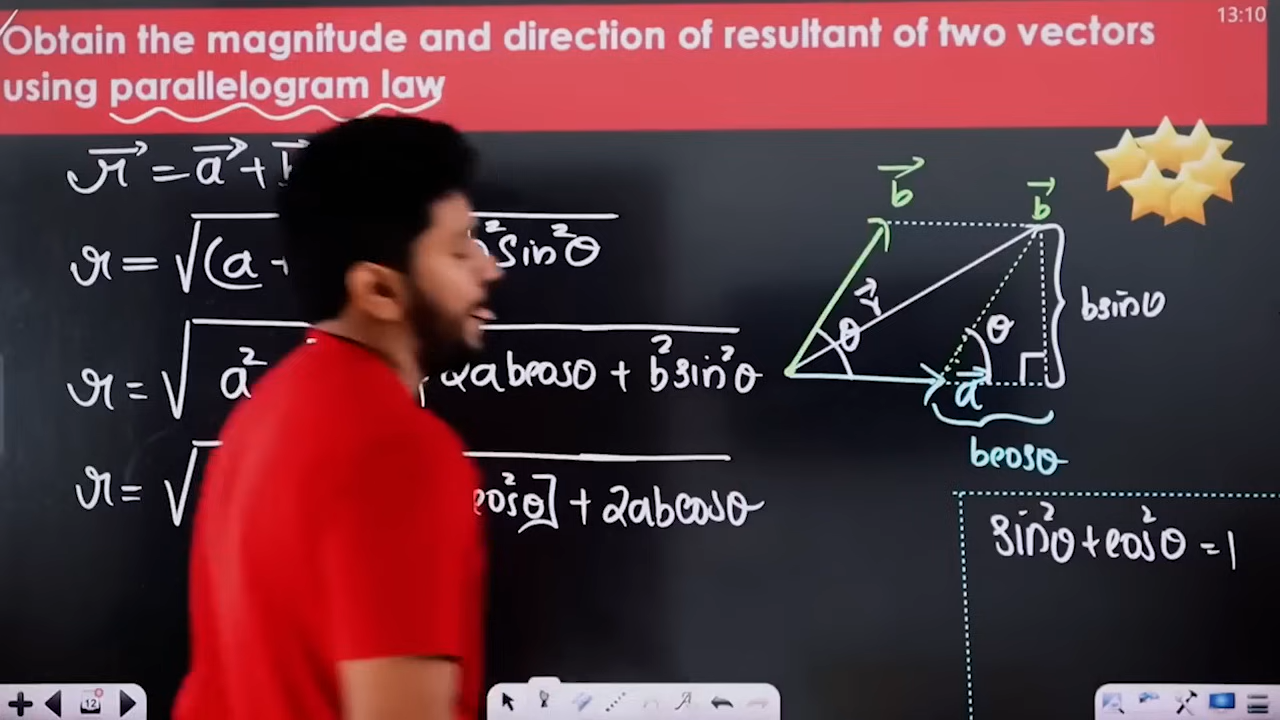 13:10
Obtain the magnitude and direction of resultant of two vectors
using parallelogram law
r⃗ = a⃗ +
r = √(a + sin²θ
r = √ a² 2abcosθ + b²sin²θ
r = √ cos²θ] + 2abcosθ
b⃗
b⃗
r⃗
θ
θ
a⃗
bsinθ
bcosθ
sin²θ + cos²θ = 1
12